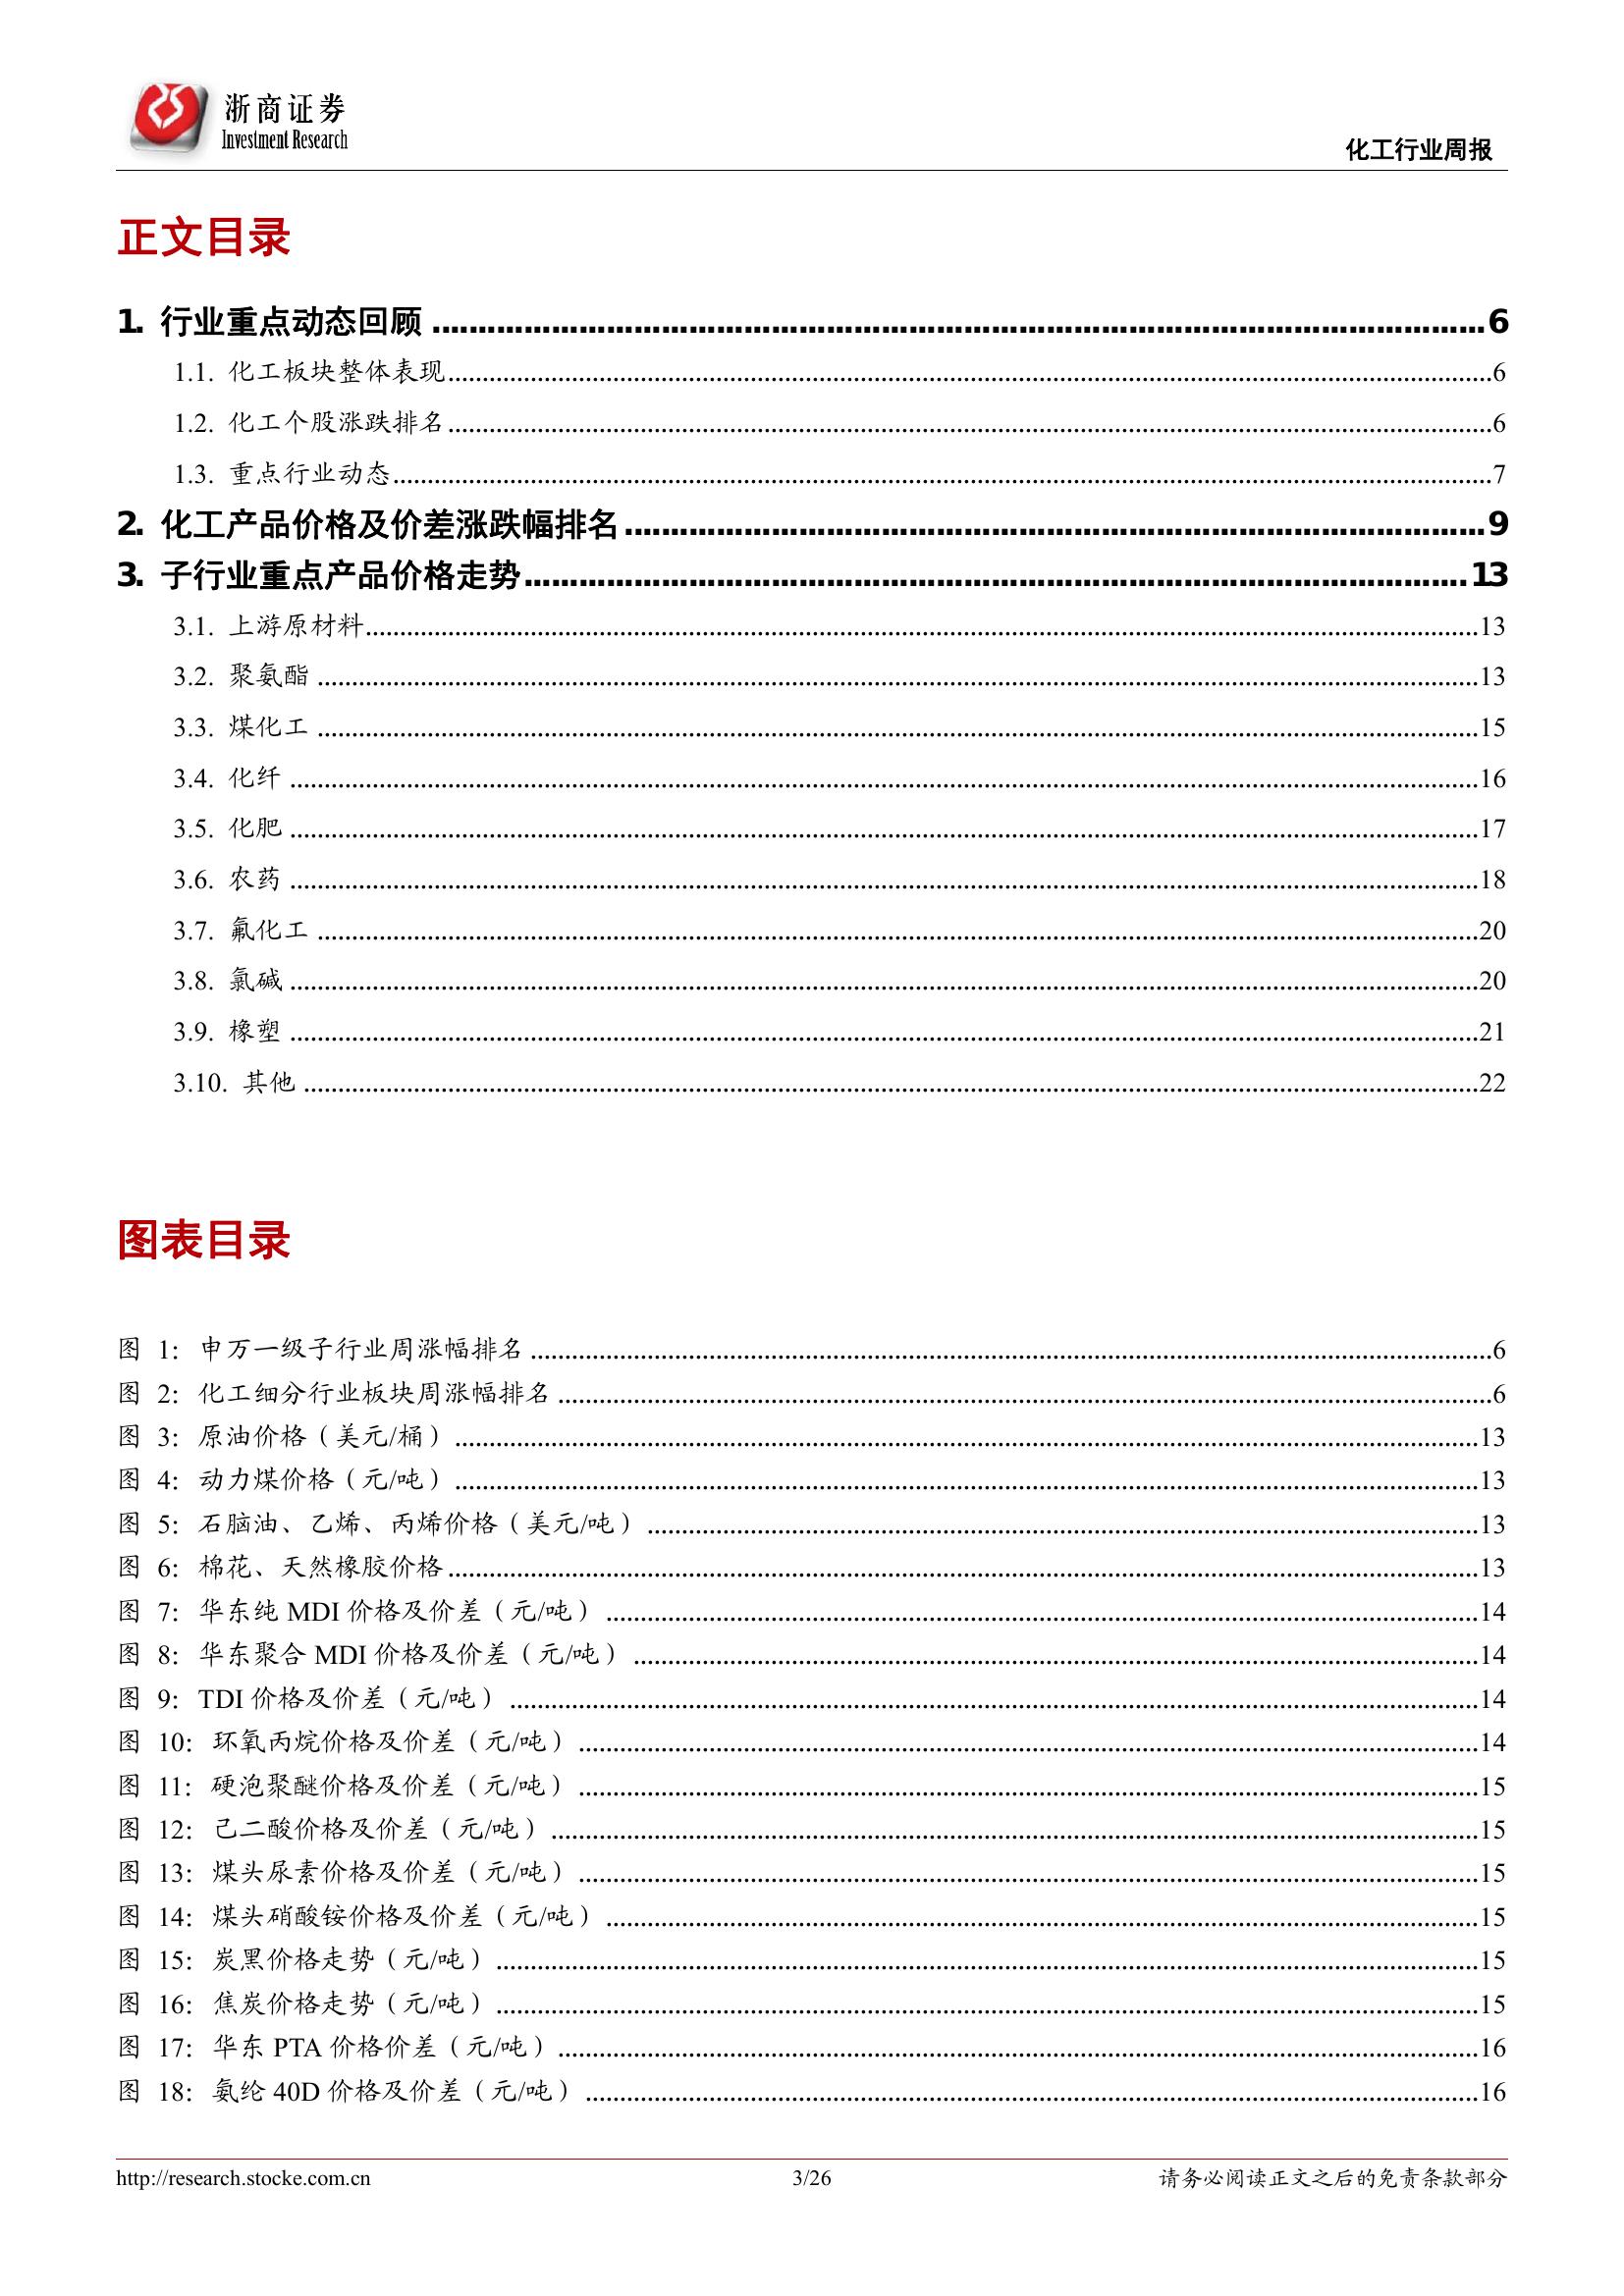 浙商证券
Investment Research
化工行业周报
正文目录
1. 行业重点动态回顾 ........ 6
1.1. 化工板块整体表现 ........ 6
1.2. 化工个股涨跌排名 ........ 6
1.3. 重点行业动态 ........ 7
2. 化工产品价格及价差涨跌幅排名 ........ 9
3. 子行业重点产品价格走势 ........ 13
3.1. 上游原材料 ........ 13
3.2. 聚氨酯 ........ 13
3.3. 煤化工 ........ 15
3.4. 化纤 ........ 16
3.5. 化肥 ........ 17
3.6. 农药 ........ 18
3.7. 氟化工 ........ 20
3.8. 氯碱 ........ 20
3.9. 橡塑 ........ 21
3.10. 其他 ........ 22
图表目录
图 1: 申万一级子行业周涨幅排名 ........ 6
图 2: 化工细分行业板块周涨幅排名 ........ 6
图 3: 原油价格（美元/桶） ........ 13
图 4: 动力煤价格（元/吨） ........ 13
图 5: 石脑油、乙烯、丙烯价格（美元/吨） ........ 13
图 6: 棉花、天然橡胶价格 ........ 13
图 7: 华东纯 MDI 价格及价差（元/吨） ........ 14
图 8: 华东聚合 MDI 价格及价差（元/吨） ........ 14
图 9: TDI 价格及价差（元/吨） ........ 14
图 10: 环氧丙烷价格及价差（元/吨） ........ 14
图 11: 硬泡聚醚价格及价差（元/吨） ........ 15
图 12: 己二酸价格及价差（元/吨） ........ 15
图 13: 煤头尿素价格及价差（元/吨） ........ 15
图 14: 煤头硝酸铵价格及价差（元/吨） ........ 15
图 15: 炭黑价格走势（元/吨） ........ 15
图 16: 焦炭价格走势（元/吨） ........ 15
图 17: 华东 PTA 价格价差（元/吨） ........ 16
图 18: 氨纶 40D 价格及价差（元/吨） ........ 16
http://research.stocke.com.cn
3/26
请务必阅读正文之后的免责条款部分